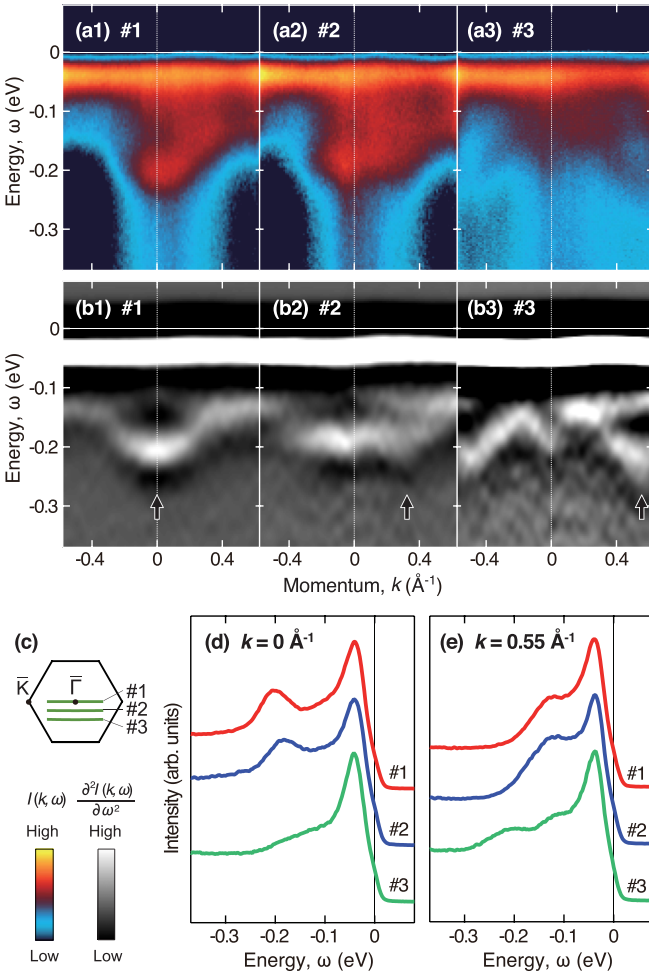 (a1) #1 (a2) #2 (a3) #3
0
-0.1
-0.2
-0.3
Energy, ω (eV)
(b1) #1 (b2) #2 (b3) #3
0
-0.1
-0.2
-0.3
Energy, ω (eV)
-0.4 0 0.4 -0.4 0 0.4 -0.4 0 0.4
Momentum, k (Å⁻¹)
(c)
K̅ Γ̅
#1
#2
#3
I (k, ω) ∂²I (k, ω)
∂ω²
High High
Low Low
(d) k = 0 Å⁻¹
#1
#2
#3
Intensity (arb. units)
-0.3 -0.2 -0.1 0
Energy, ω (eV)
(e) k = 0.55 Å⁻¹
#1
#2
#3
-0.3 -0.2 -0.1 0
Energy, ω (eV)